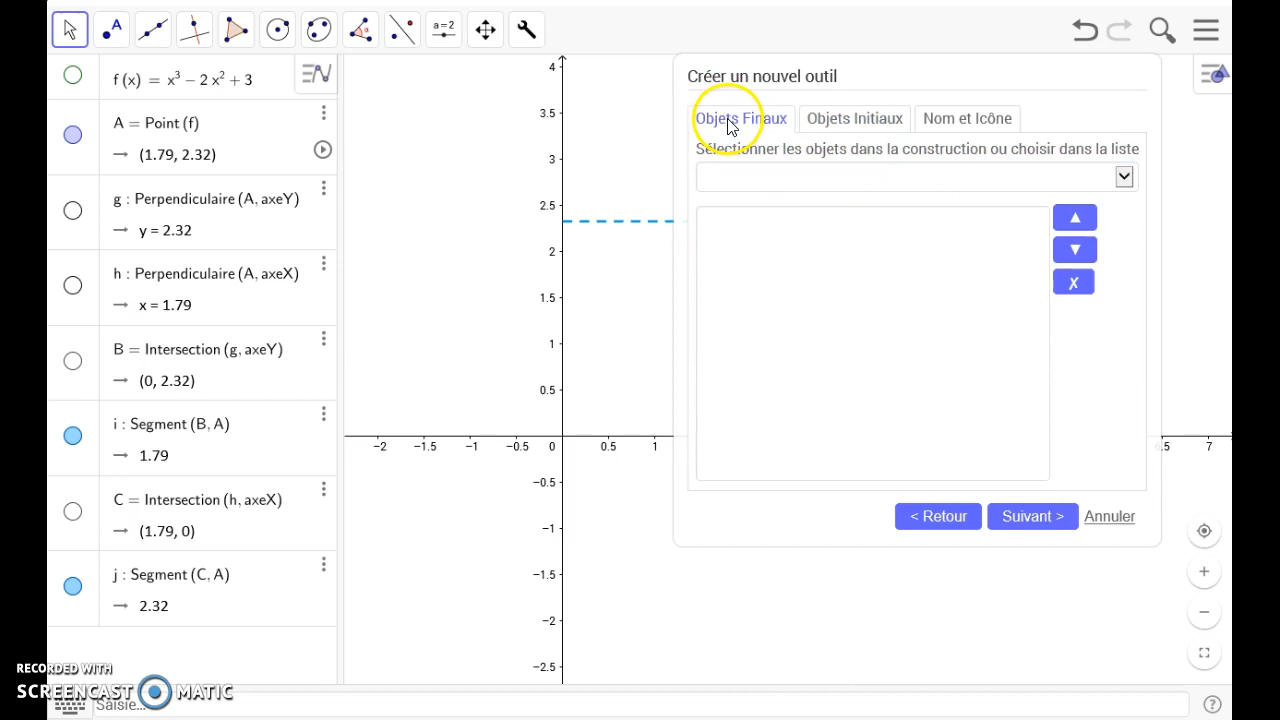 A
a=2
f(x) = x³ − 2 x² + 3
A = Point (f)
→ (1.79, 2.32)
g : Perpendiculaire (A, axeY)
→ y = 2.32
h : Perpendiculaire (A, axeX)
→ x = 1.79
B = Intersection (g, axeY)
→ (0, 2.32)
i : Segment (B, A)
→ 1.79
C = Intersection (h, axeX)
→ (1.79, 0)
j : Segment (C, A)
→ 2.32
4
3.5
3
2.5
2
1.5
1
0.5
−2 −1.5 −1 −0.5 0 0.5 1 6.5 7
−0.5
−1
−1.5
−2
−2.5
Créer un nouvel outil
Objets Finaux Objets Initiaux Nom et Icône
Sélectionner les objets dans la construction ou choisir dans la liste
▲
▼
X
< Retour Suivant > Annuler
RECORDED WITH
SCREENCAST MATIC
Saisie...
?